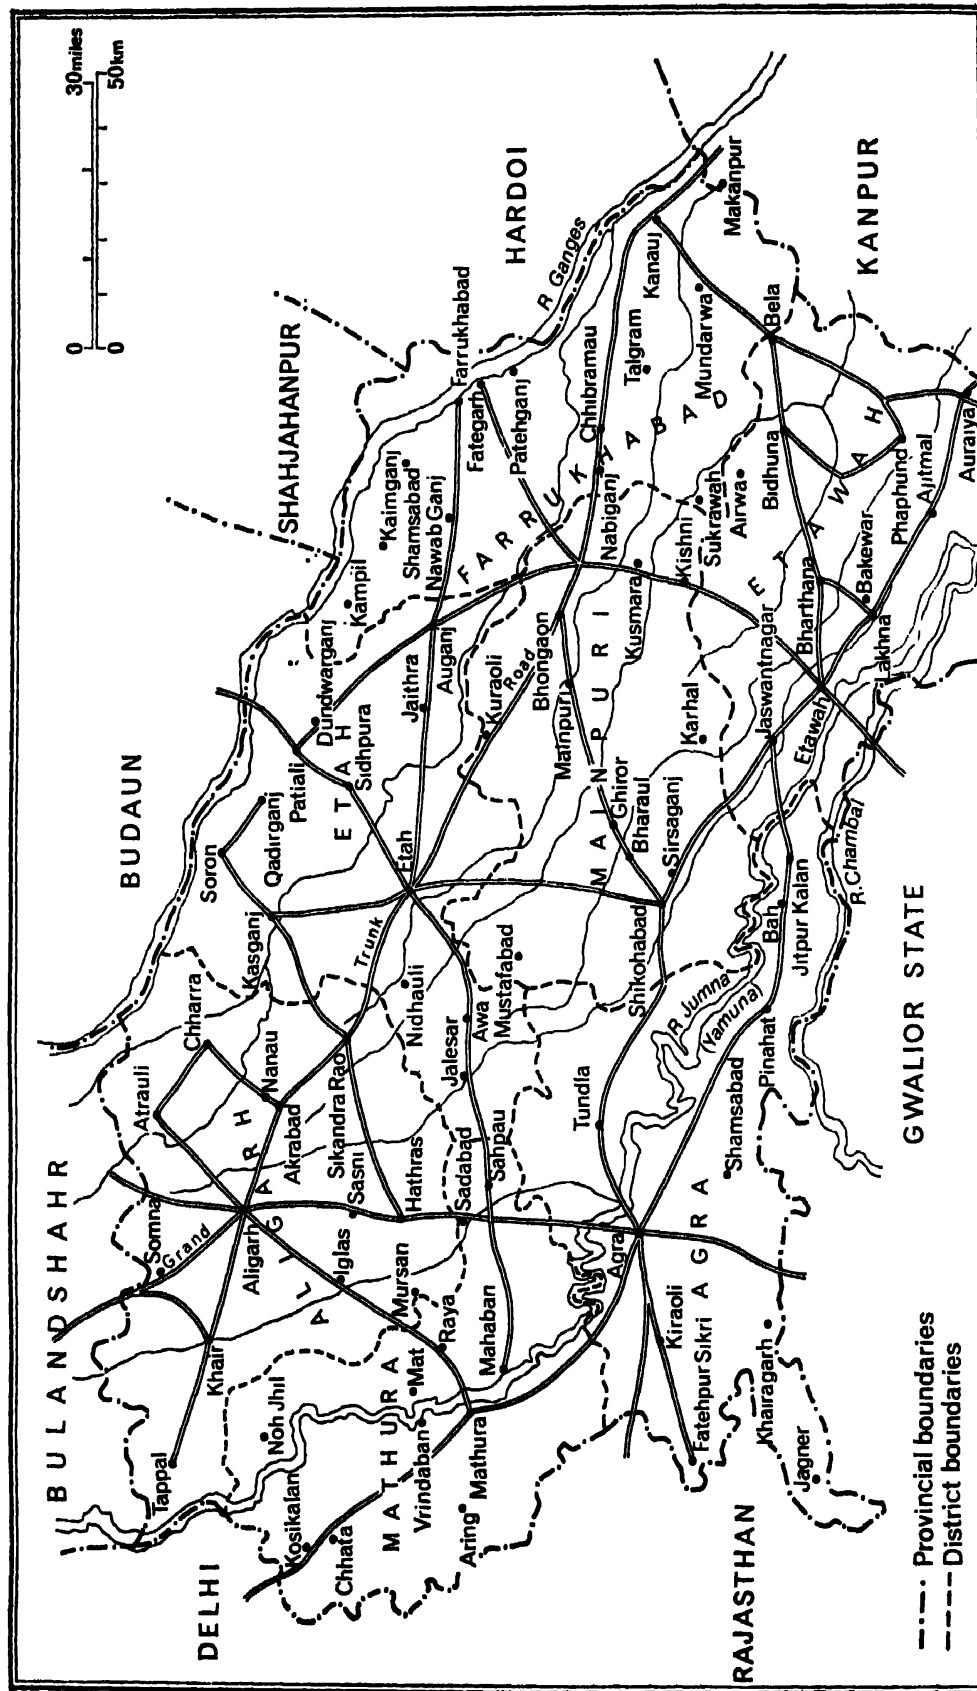 BULANDSHAHR
BUDAUN
SHAHJAHANPUR
HARDOI
0 30 miles
0 50km
DELHI
RAJASTHAN
GWALIOR STATE
KANPUR
Tappal
Khair
Somna
Grand
Trunk
Road
Aligarh
ALIGARH
Atrauli
Chharra
Nanau
Akrabad
Sikandra Rao
Sasni
Hathras
Iglas
Mursan
Raya
Noh Jhil
Kosikalan
Chhata
MATHURA
Mat
Vrindaban
Mathura
Aring
Mahaban
Sadabad
Sahpau
Jalesar
Awa
Mustafabad
Nidhauli
Kasganj
Soron
Qadirganj
Patiali
Dundwarganj
Sidhpura
ETAH
Etah
Jaithra
Auganj
Kuraoli
Kampil
Kaimganj
Shamsabad
Nawab Ganj
Farrukhabad
Fategarh
Patehganj
FARRUKHABAD
R Ganges
Chhibramau
Nabiganj
Talgram
Kanauj
Makanpur
Mundarwa
Bela
Bidhuna
Airwa
Sukrawah
Kishni
Kusmara
Bhongaon
Mainpuri
MAINPURI
Ghiror
Bharaul
Sirsaganj
Karhal
Shikohabad
Tundla
Agra
AGRA
Kiraoli
Fatehpur Sikri
Khairagarh
Jagner
Shamsabad
Pinahat
R. Jumna
(Yamuna)
Bah
Jitpur Kalan
R. Chambal
Jaswantnagar
Etawah
ETAWAH
Bharthana
Bakewar
Lakhna
Phaphund
Ajitmal
Auraiya
Provincial boundaries
District boundaries